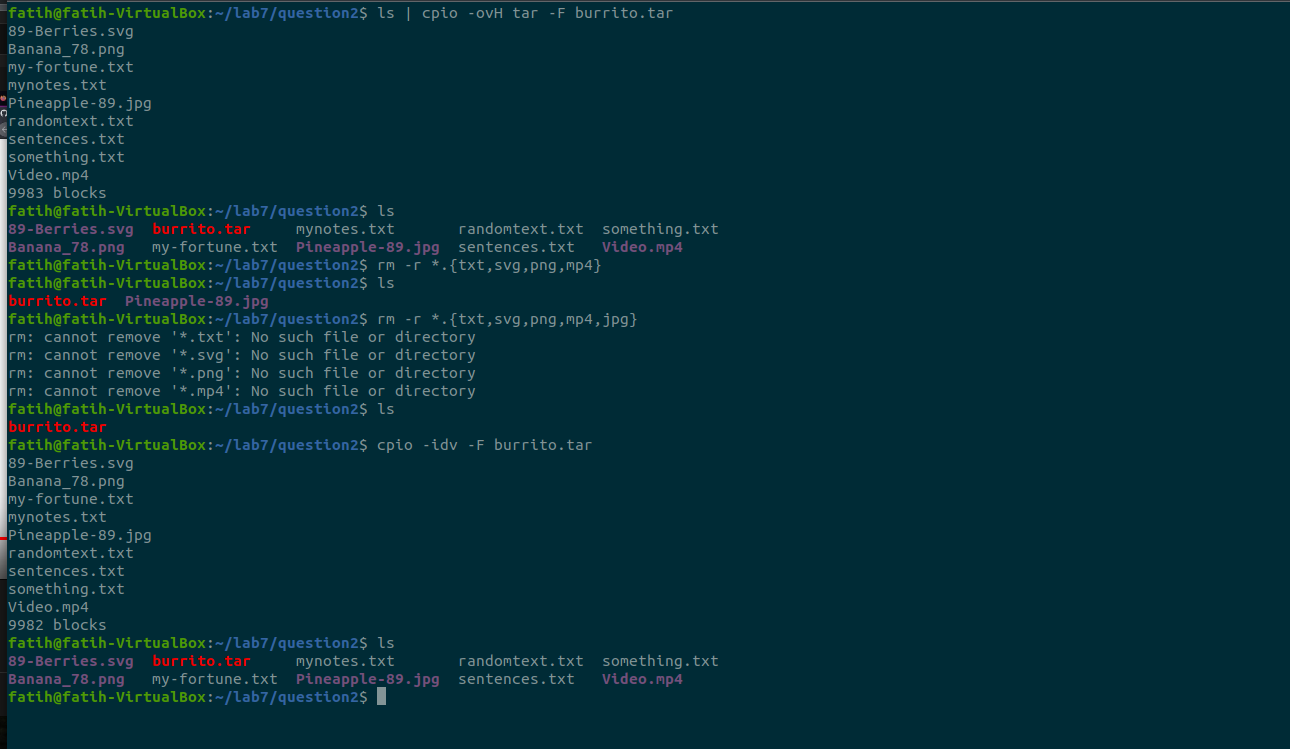 fatih@fatih-VirtualBox:~/lab7/question2$ ls | cpio -ovH tar -F burrito.tar
89-Berries.svg
Banana_78.png
my-fortune.txt
mynotes.txt
Pineapple-89.jpg
randomtext.txt
sentences.txt
something.txt
Video.mp4
9983 blocks
fatih@fatih-VirtualBox:~/lab7/question2$ ls
89-Berries.svg  burrito.tar     mynotes.txt       randomtext.txt  something.txt
Banana_78.png   my-fortune.txt  Pineapple-89.jpg  sentences.txt   Video.mp4
fatih@fatih-VirtualBox:~/lab7/question2$ rm -r *.{txt,svg,png,mp4}
fatih@fatih-VirtualBox:~/lab7/question2$ ls
burrito.tar  Pineapple-89.jpg
fatih@fatih-VirtualBox:~/lab7/question2$ rm -r *.{txt,svg,png,mp4,jpg}
rm: cannot remove '*.txt': No such file or directory
rm: cannot remove '*.svg': No such file or directory
rm: cannot remove '*.png': No such file or directory
rm: cannot remove '*.mp4': No such file or directory
fatih@fatih-VirtualBox:~/lab7/question2$ ls
burrito.tar
fatih@fatih-VirtualBox:~/lab7/question2$ cpio -idv -F burrito.tar
89-Berries.svg
Banana_78.png
my-fortune.txt
mynotes.txt
Pineapple-89.jpg
randomtext.txt
sentences.txt
something.txt
Video.mp4
9982 blocks
fatih@fatih-VirtualBox:~/lab7/question2$ ls
89-Berries.svg  burrito.tar     mynotes.txt       randomtext.txt  something.txt
Banana_78.png   my-fortune.txt  Pineapple-89.jpg  sentences.txt   Video.mp4
fatih@fatih-VirtualBox:~/lab7/question2$